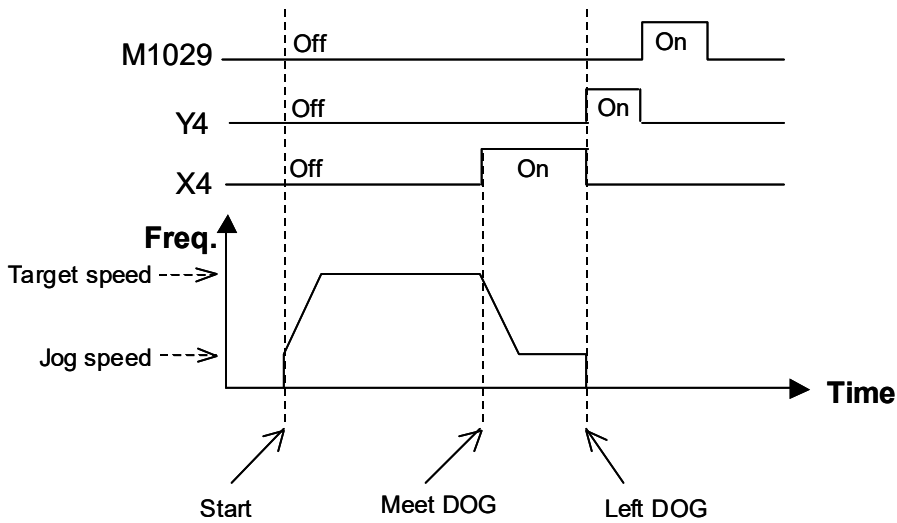 Off
On
M1029
Off
On
Y4
Off
On
X4
Freq.
Target speed
Jog speed
Time
Start
Meet DOG
Left DOG